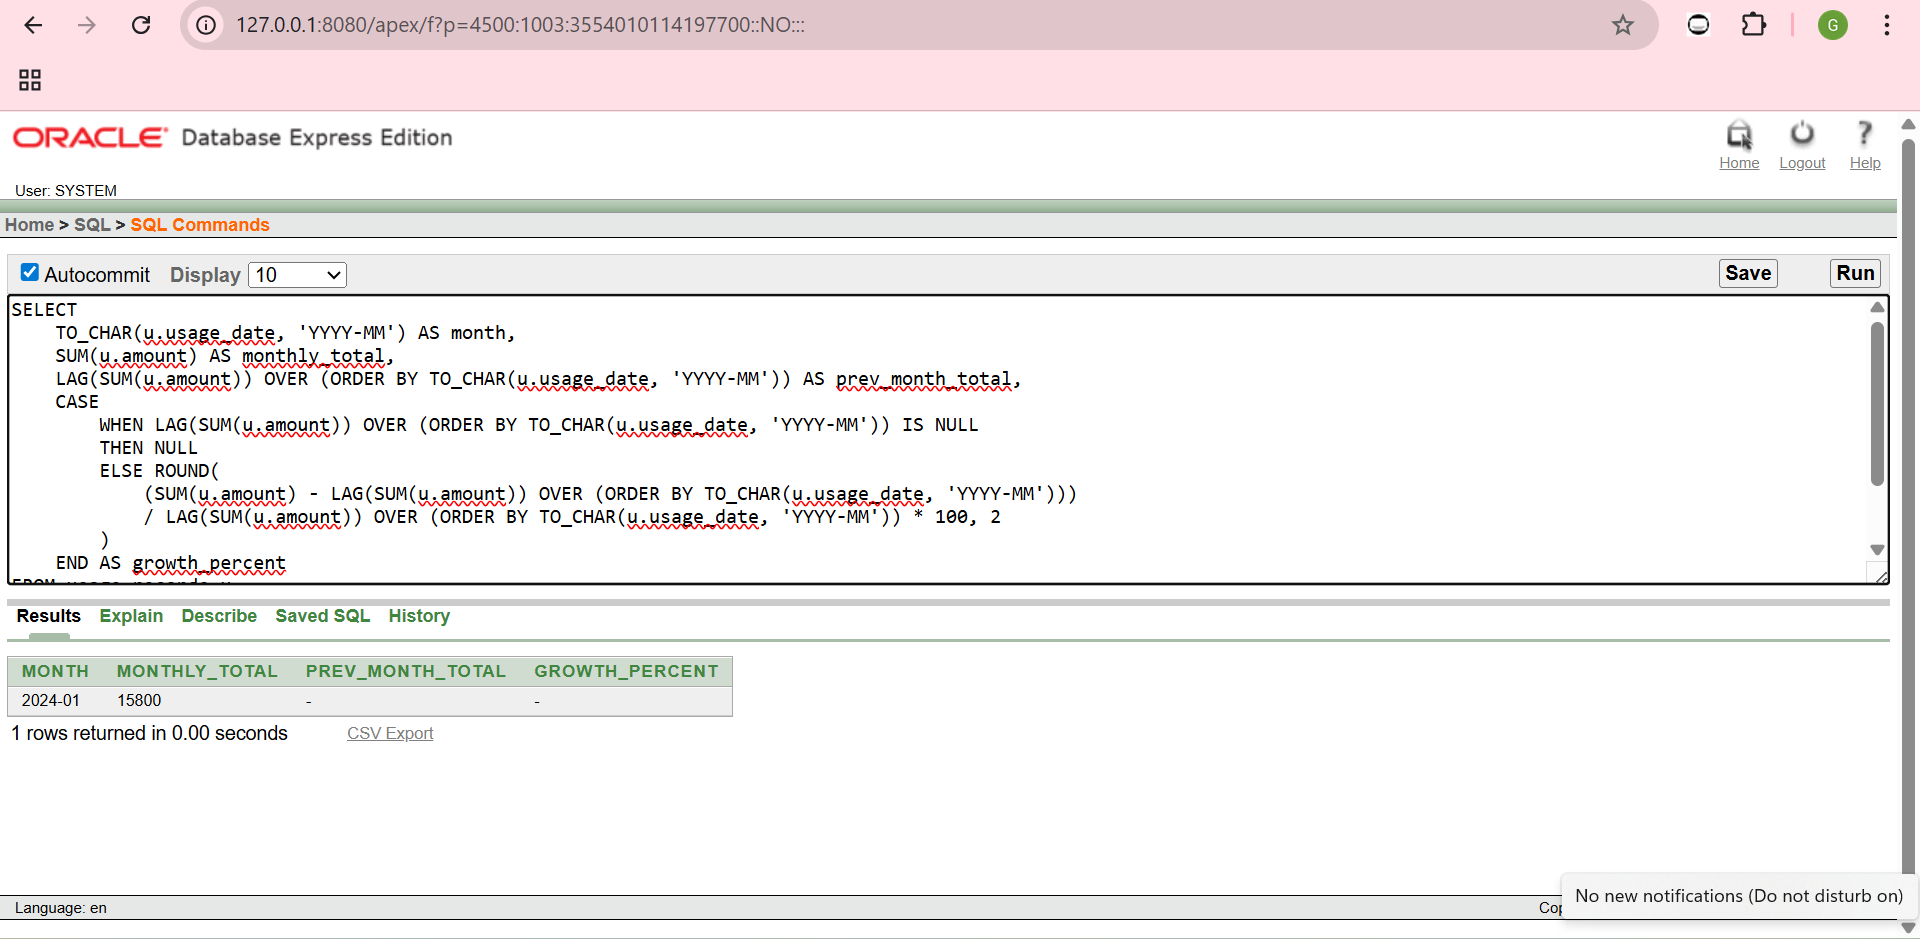 127.0.0.1:8080/apex/f?p=4500:1003:3554010114197700::NO:::
G
ORACLE Database Express Edition
Home Logout Help
User: SYSTEM
Home > SQL > SQL Commands
Autocommit Display 10 Save Run
SELECT
TO_CHAR(u.usage_date, 'YYYY-MM') AS month,
SUM(u.amount) AS monthly_total,
LAG(SUM(u.amount)) OVER (ORDER BY TO_CHAR(u.usage_date, 'YYYY-MM')) AS prev_month_total,
CASE
WHEN LAG(SUM(u.amount)) OVER (ORDER BY TO_CHAR(u.usage_date, 'YYYY-MM')) IS NULL
THEN NULL
ELSE ROUND(
(SUM(u.amount) - LAG(SUM(u.amount)) OVER (ORDER BY TO_CHAR(u.usage_date, 'YYYY-MM')))
/ LAG(SUM(u.amount)) OVER (ORDER BY TO_CHAR(u.usage_date, 'YYYY-MM')) * 100, 2
)
END AS growth_percent
Results Explain Describe Saved SQL History
MONTH MONTHLY_TOTAL PREV_MONTH_TOTAL GROWTH_PERCENT
2024-01 15800 - -
1 rows returned in 0.00 seconds CSV Export
Language: en
No new notifications (Do not disturb on)